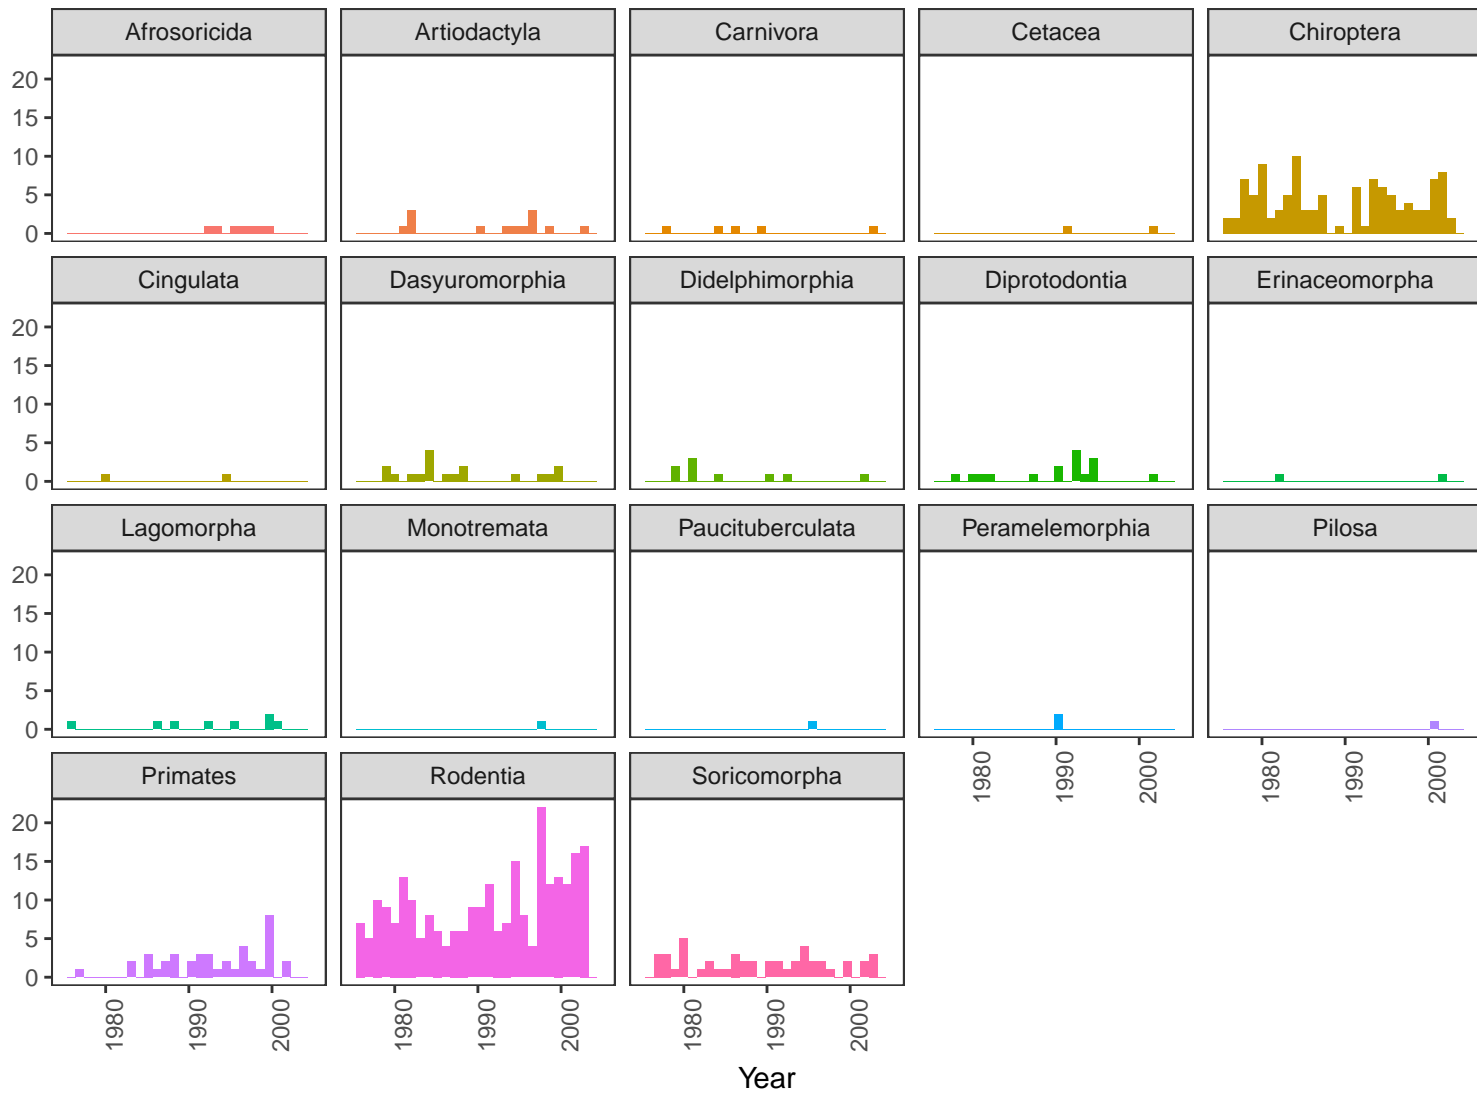 Afrosoricida Artiodactyla Carnivora Cetacea Chiroptera
20
15
10
5
0
Cingulata Dasyuromorphia Didelphimorphia Diprotodontia Erinaceomorpha
20
15
10
5
0
Lagomorpha Monotremata Paucituberculata Peramelemorphia Pilosa
20
15
10
5
0
1980 1990 2000 1980 1990 2000
Primates Rodentia Soricomorpha
20
15
10
5
0
1980 1990 2000 1980 1990 2000 1980 1990 2000
Year